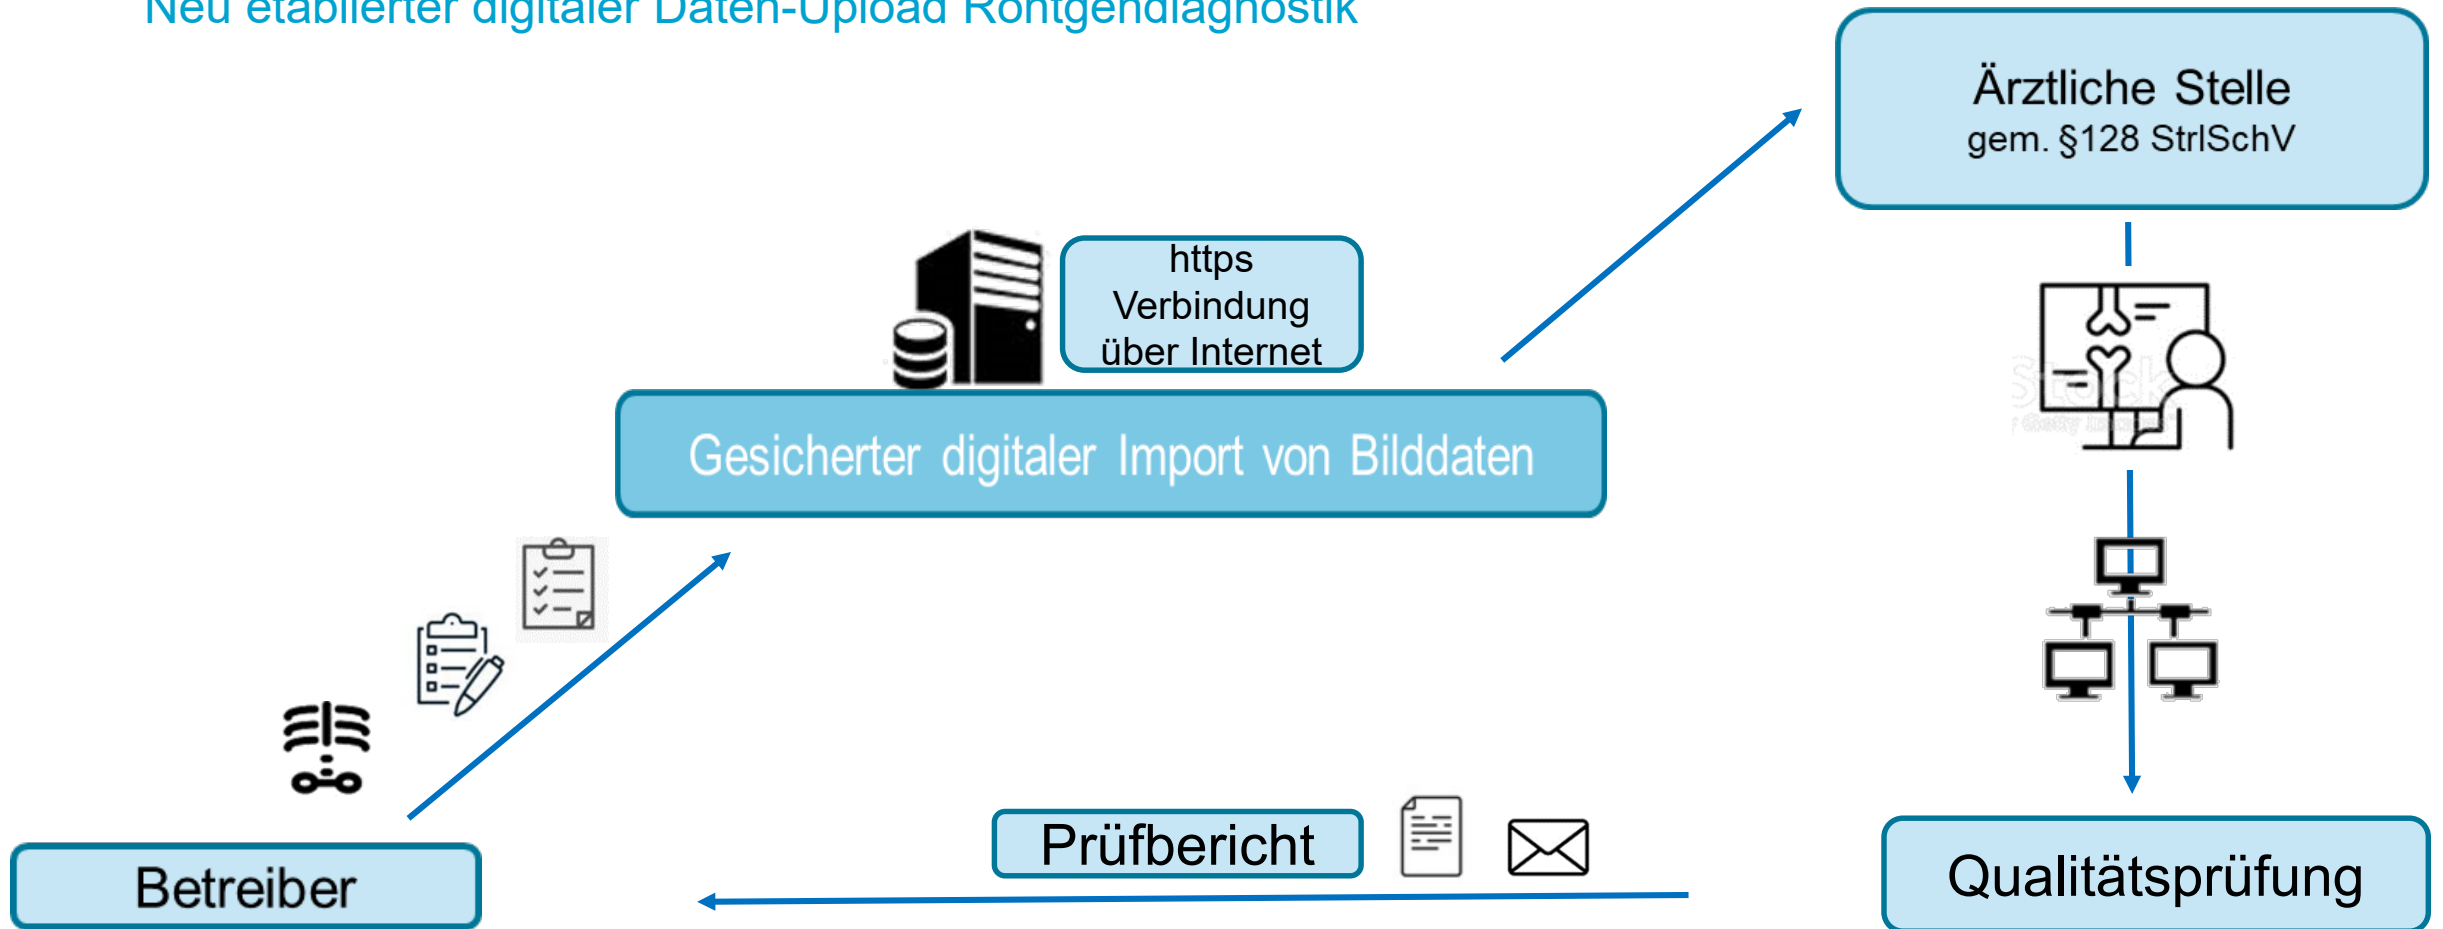 Neu etablierter digitaler Daten-Upload Röntgendiagnostik
Ärztliche Stelle
gem. §128 StrlSchV
https
Verbindung
über Internet
Gesicherter digitaler Import von Bilddaten
Stock
Prüfbericht
Betreiber
Qualitätsprüfung